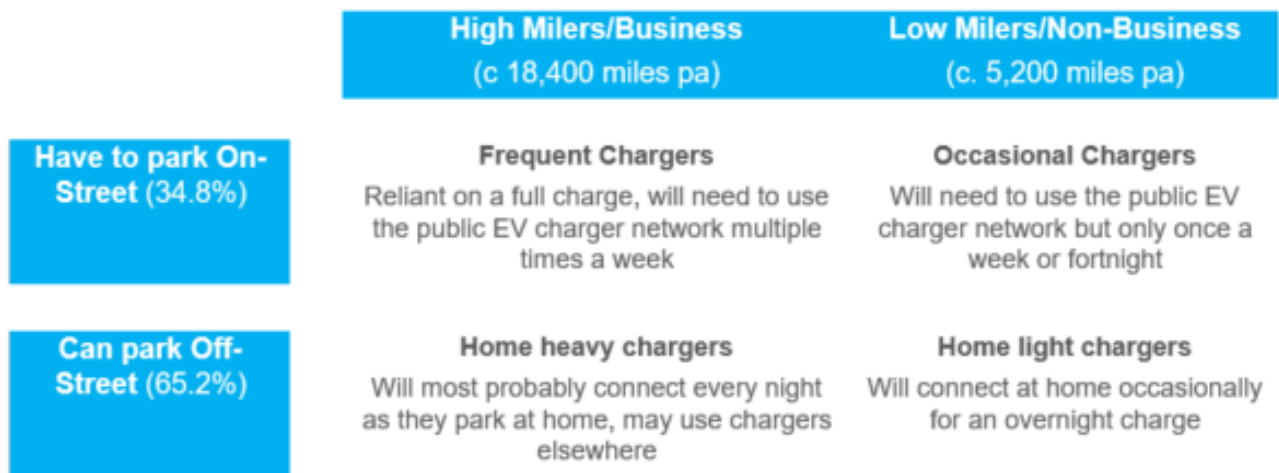 High Milers/Business
(c 18,400 miles pa)
Low Milers/Non-Business
(c. 5,200 miles pa)
Have to park On-
Street (34.8%)
Frequent Chargers
Reliant on a full charge, will need to use
the public EV charger network multiple
times a week
Occasional Chargers
Will need to use the public EV
charger network but only once a
week or fortnight
Can park Off-
Street (65.2%)
Home heavy chargers
Will most probably connect every night
as they park at home, may use chargers
elsewhere
Home light chargers
Will connect at home occasionally
for an overnight charge